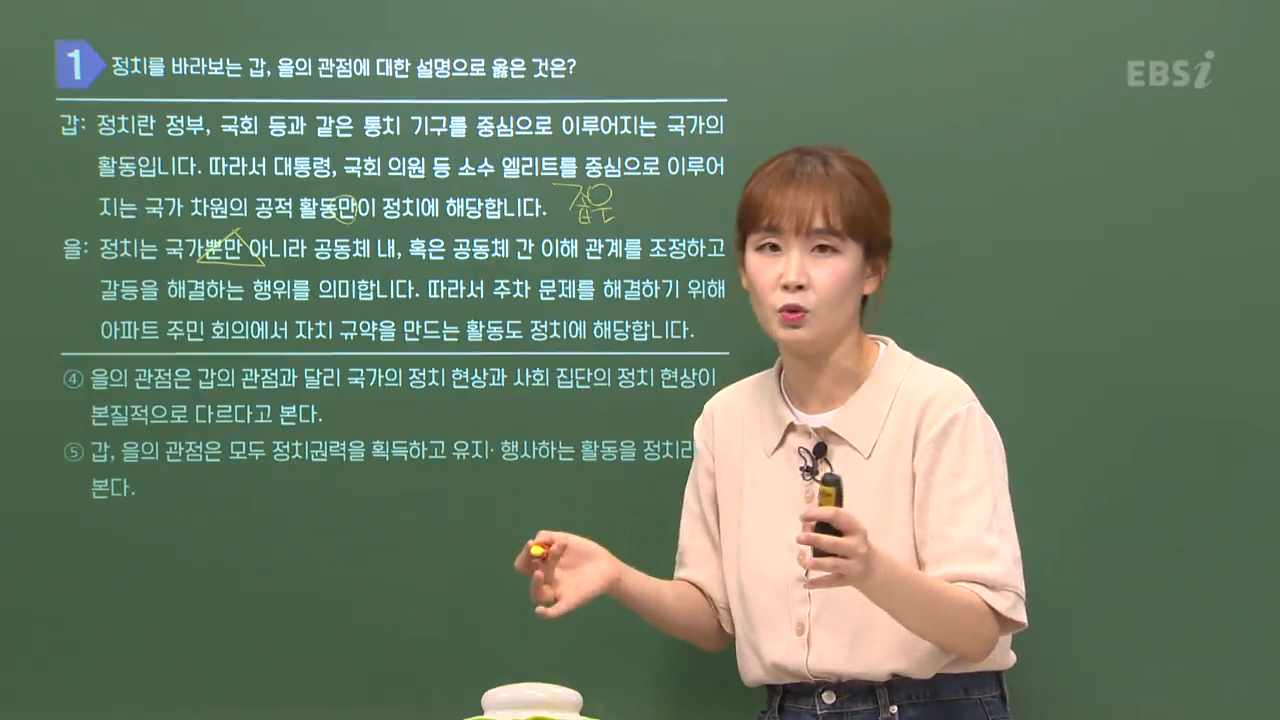 1 정치를 바라보는 갑, 을의 관점에 대한 설명으로 옳은 것은?
EBSi
갑: 정치란 정부, 국회 등과 같은 통치 기구를 중심으로 이루어지는 국가의
활동입니다. 따라서 대통령, 국회 의원 등 소수 엘리트를 중심으로 이루어
지는 국가 차원의 공적 활동만이 정치에 해당합니다. 좁은
을: 정치는 국가뿐만 아니라 공동체 내, 혹은 공동체 간 이해 관계를 조정하고
갈등을 해결하는 행위를 의미합니다. 따라서 주차 문제를 해결하기 위해
아파트 주민 회의에서 자치 규약을 만드는 활동도 정치에 해당합니다.
④ 을의 관점은 갑의 관점과 달리 국가의 정치 현상과 사회 집단의 정치 현상이
본질적으로 다르다고 본다.
⑤ 갑, 을의 관점은 모두 정치권력을 획득하고 유지· 행사하는 활동을 정치라
본다.